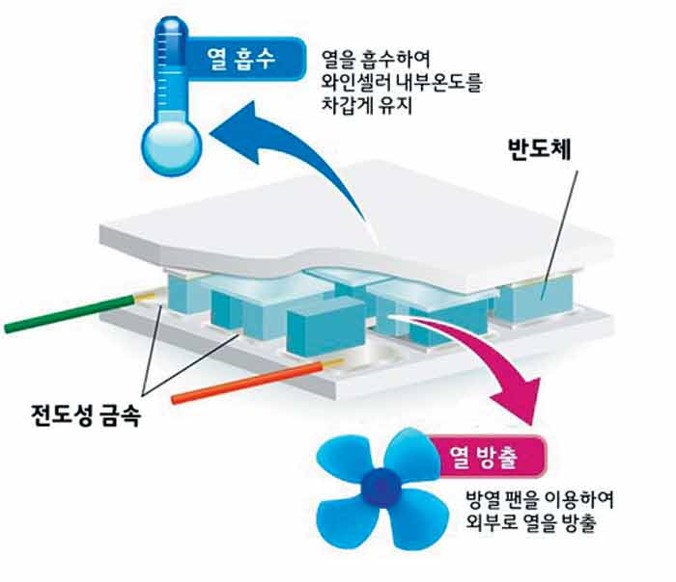 열 흡수
열을 흡수하여
와인셀러 내부온도를
차갑게 유지
반도체
전도성 금속
열 방출
방열 팬을 이용하여
외부로 열을 방출